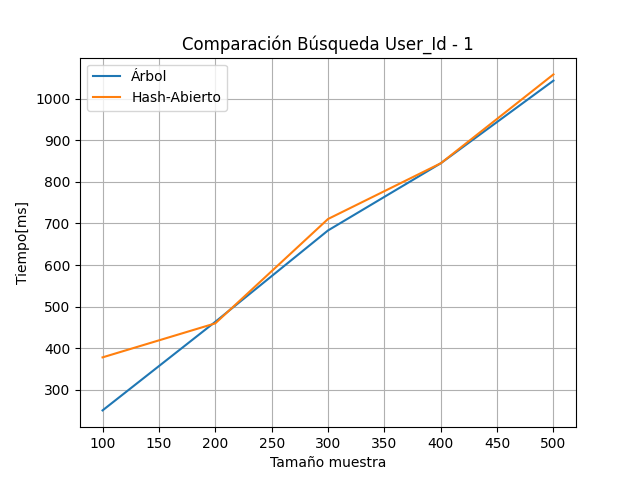 Comparación Búsqueda User_Id - 1
Árbol
Hash-Abierto
Tiempo[ms]
1000
900
800
700
600
500
400
300
100 150 200 250 300 350 400 450 500
Tamaño muestra